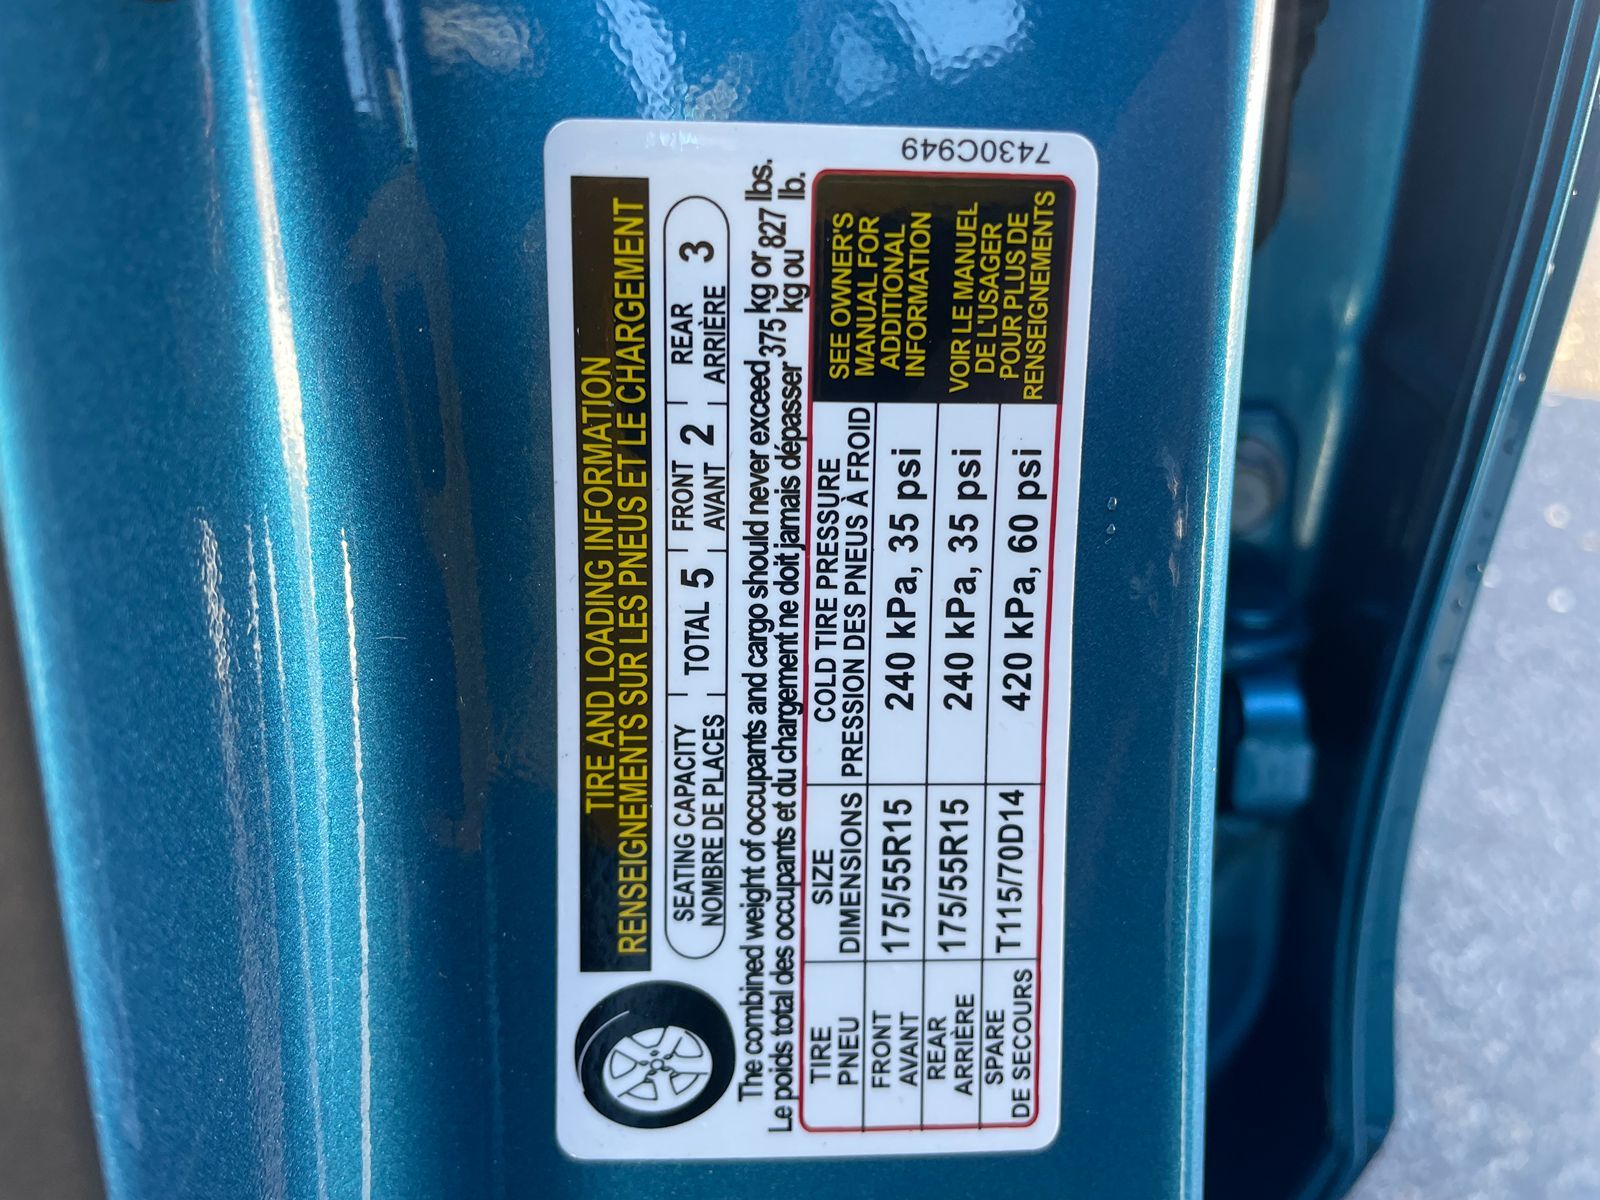 TIRE AND LOADING INFORMATION
RENSEIGNEMENTS SUR LES PNEUS ET LE CHARGEMENT
SEATING CAPACITY
NOMBRE DE PLACES
TOTAL 5
FRONT
AVANT
2
REAR
ARRIÈRE
3
The combined weight of occupants and cargo should never exceed 375 kg or 827 lbs.
Le poids total des occupants et du chargement ne doit jamais dépasser kg ou lb.
TIRE
PNEU
SIZE
DIMENSIONS
COLD TIRE PRESSURE
PRESSION DES PNEUS À FROID
FRONT
AVANT
175/55R15
240 kPa, 35 psi
REAR
ARRIÈRE
175/55R15
240 kPa, 35 psi
SPARE
DE SECOURS
T115/70D14
420 kPa, 60 psi
SEE OWNER'S
MANUAL FOR
ADDITIONAL
INFORMATION
VOIR LE MANUEL
DE L'USAGER
POUR PLUS DE
RENSEIGNEMENTS
7430C949